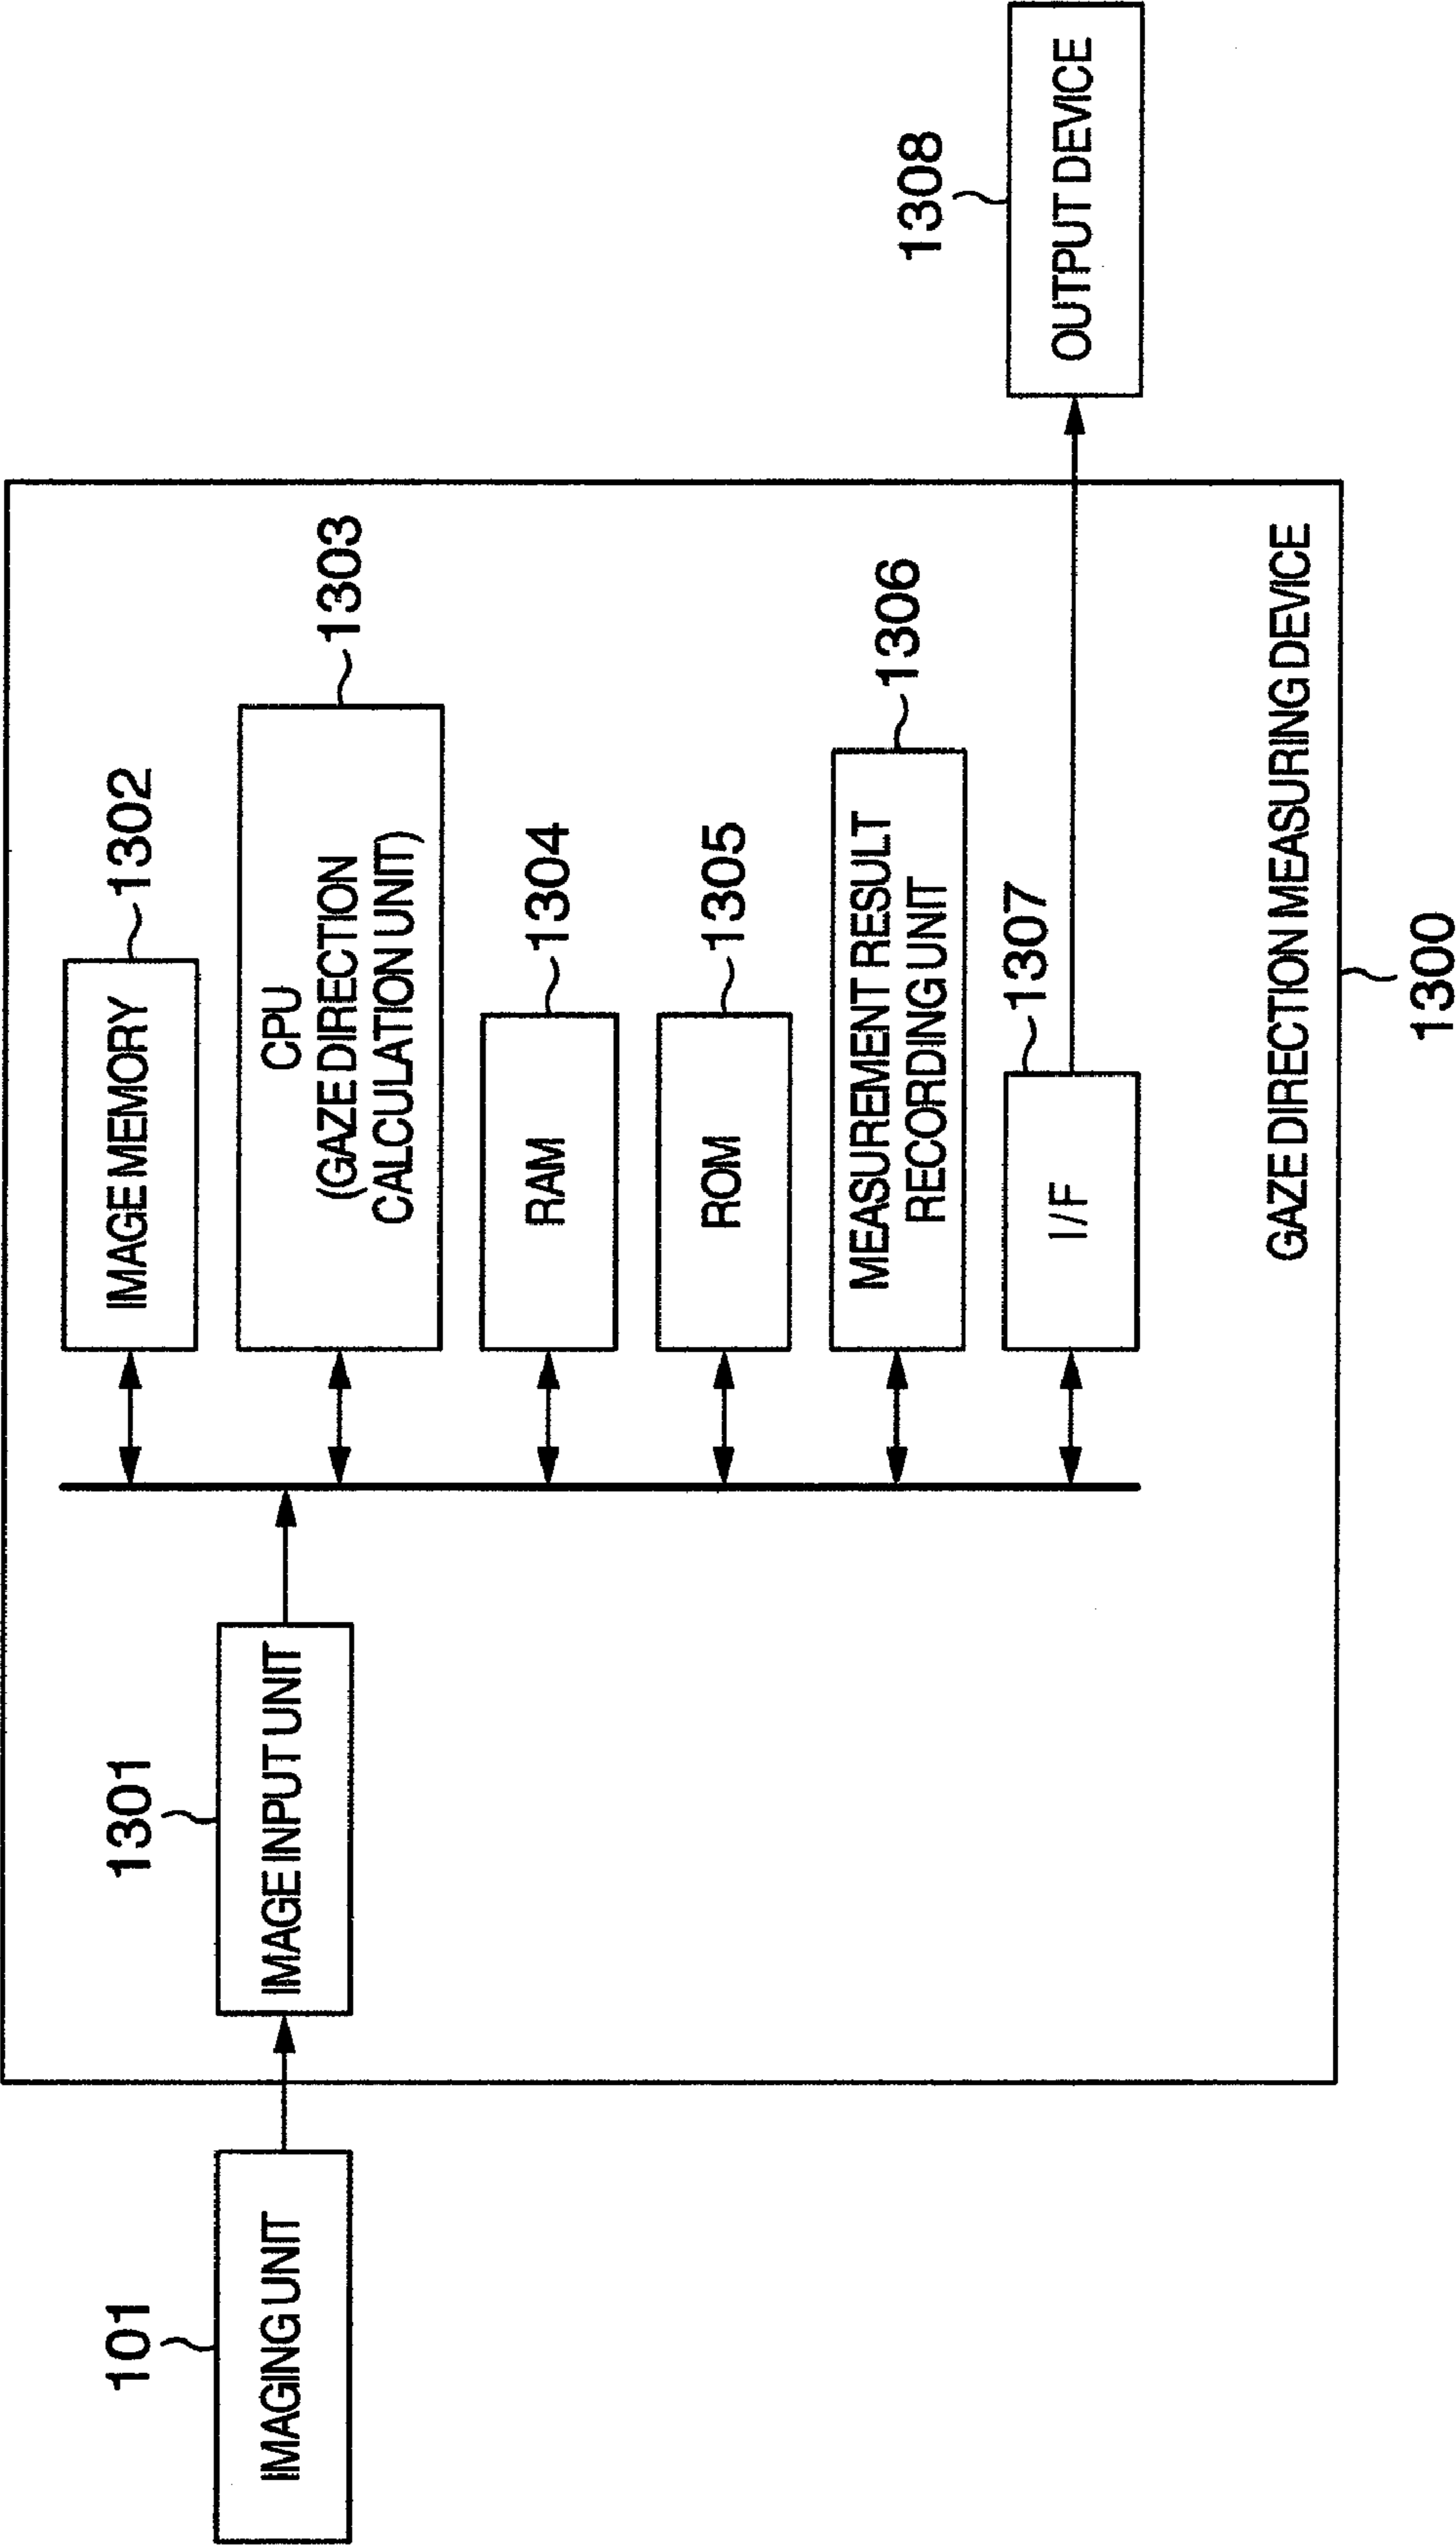 101
IMAGING UNIT
1301
IMAGE INPUT UNIT
IMAGE MEMORY
1302
CPU
(GAZE DIRECTION
CALCULATION UNIT)
1303
RAM
1304
ROM
1305
MEASUREMENT RESULT
RECORDING UNIT
1306
I/F
1307
GAZE DIRECTION MEASURING DEVICE
1300
1308
OUTPUT DEVICE